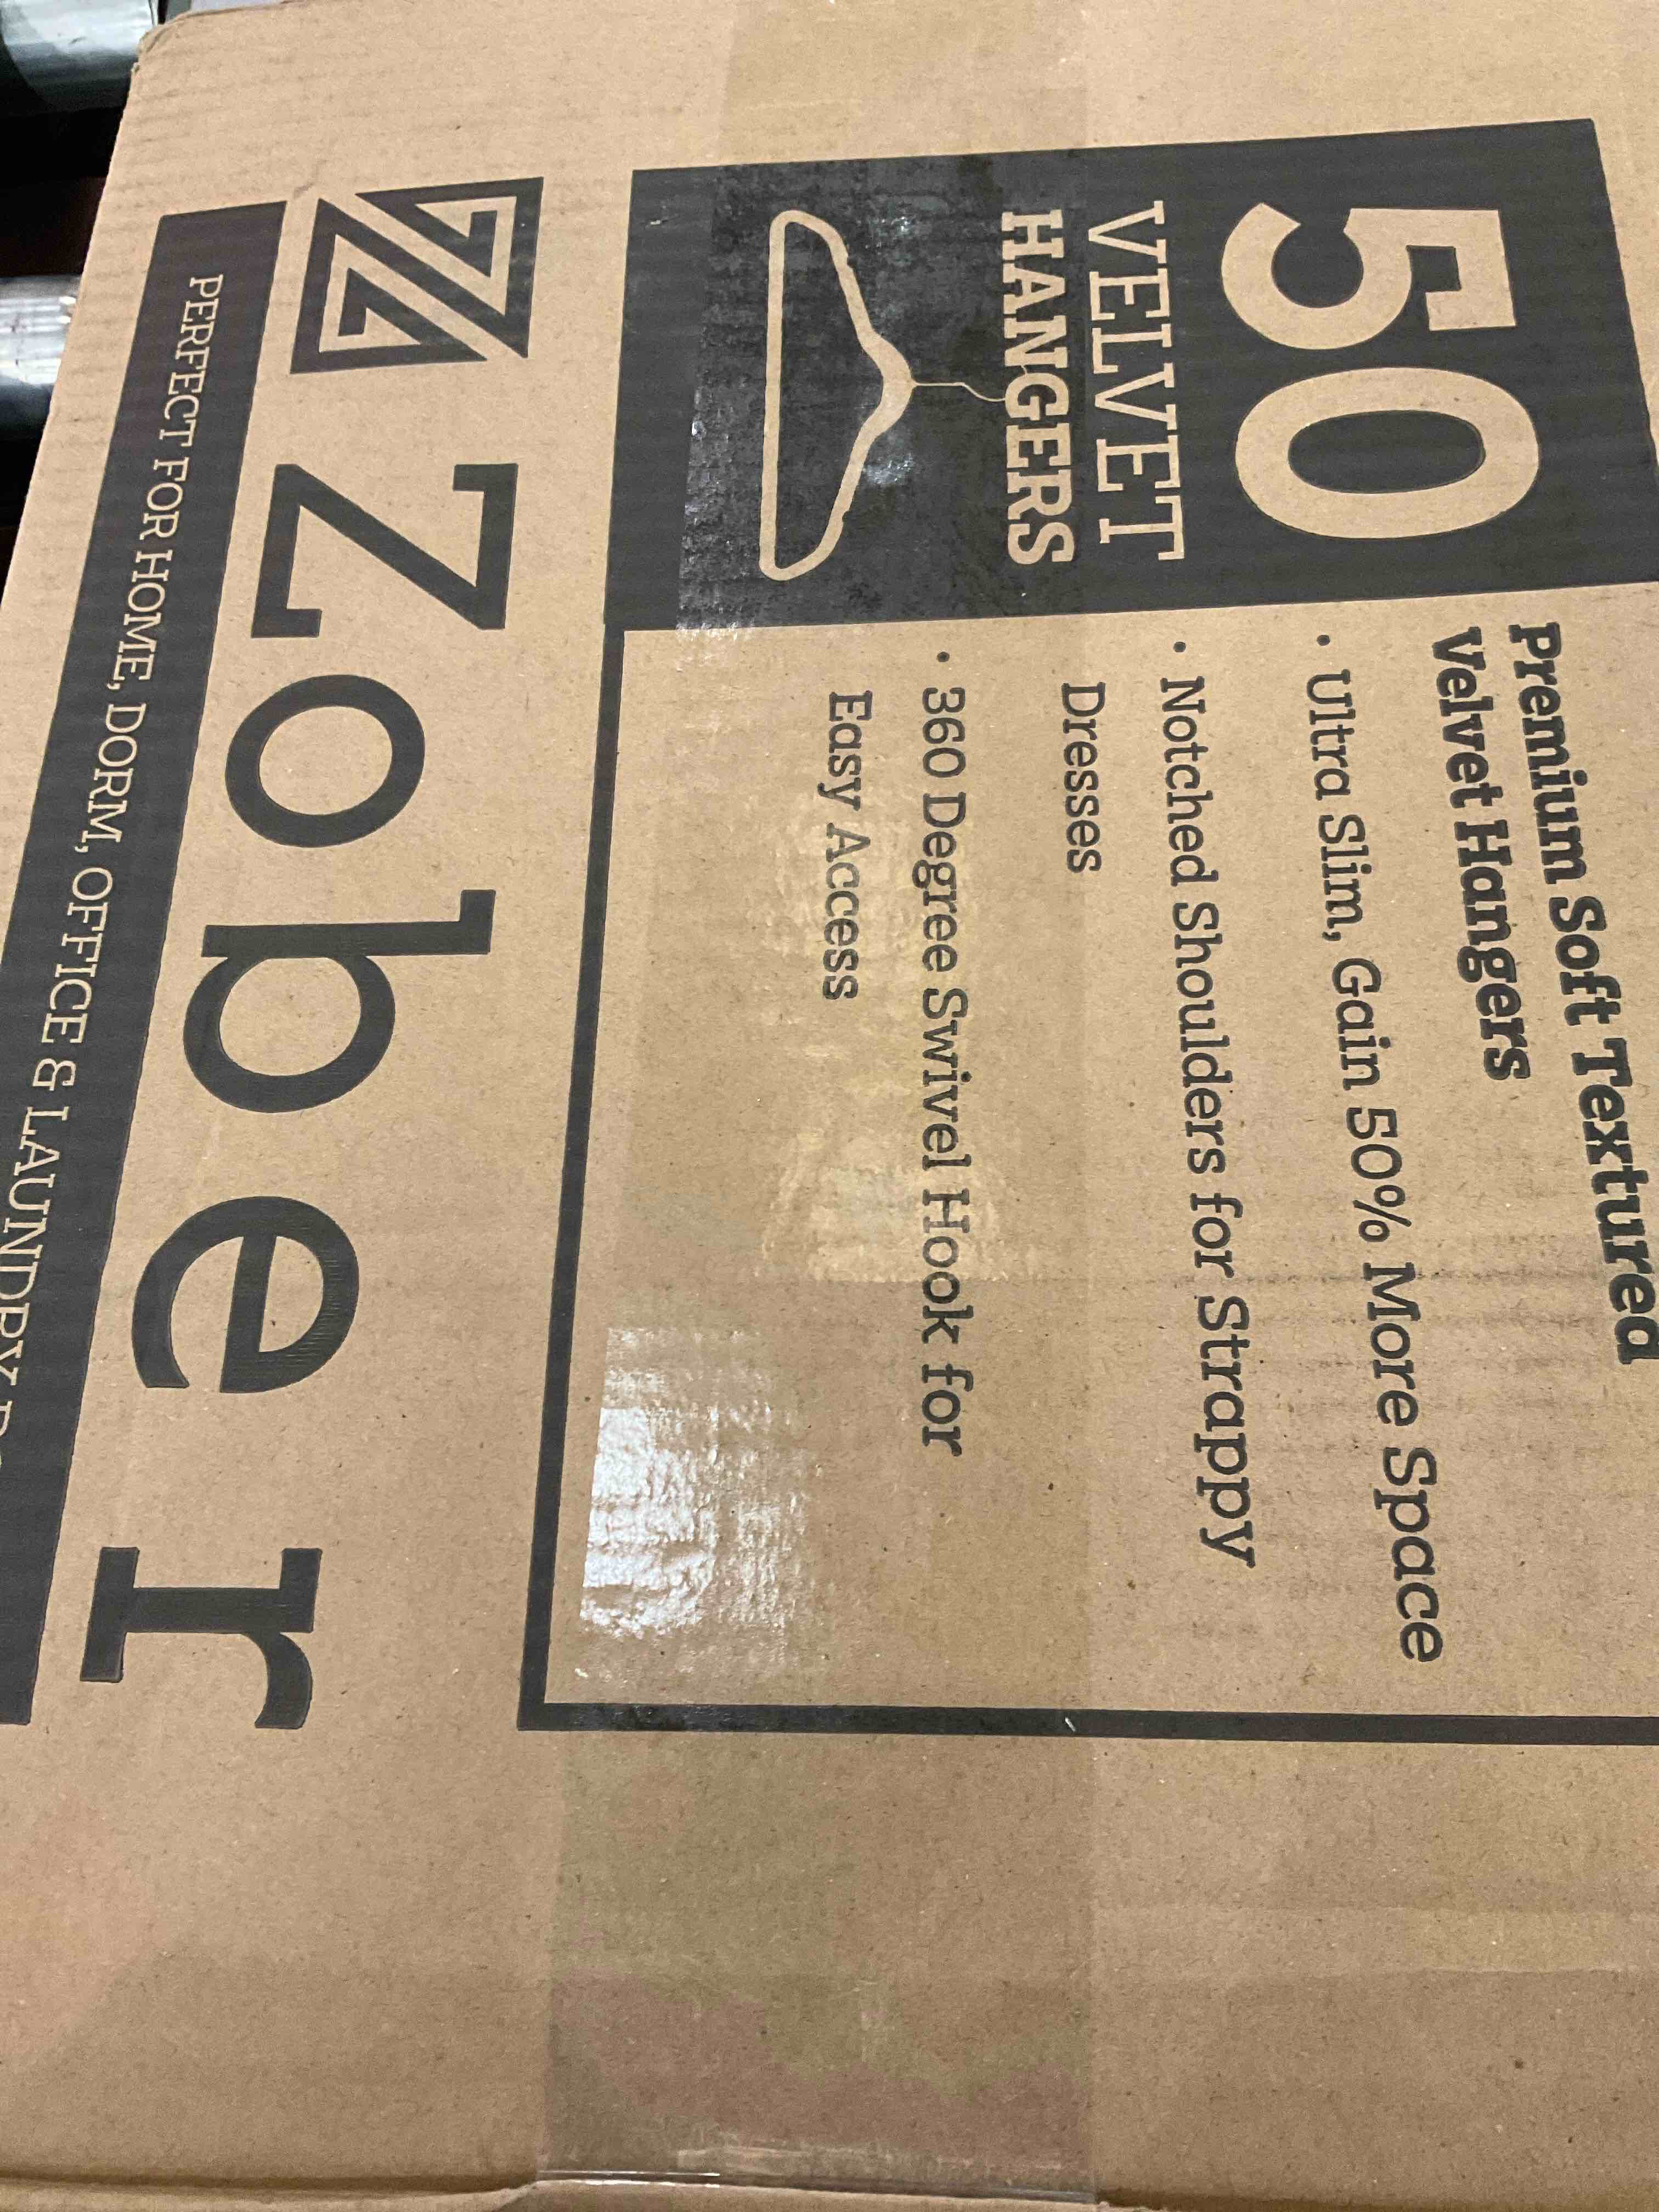 50
VELVET
HANGERS
Premium Soft Textured
Velvet Hangers
• Ultra Slim, Gain 50% More Space
• Notched Shoulders for Strappy
Dresses
• 360 Degree Swivel Hook for
Easy Access
Zober
PERFECT FOR HOME, DORM, OFFICE & LAUNDRY